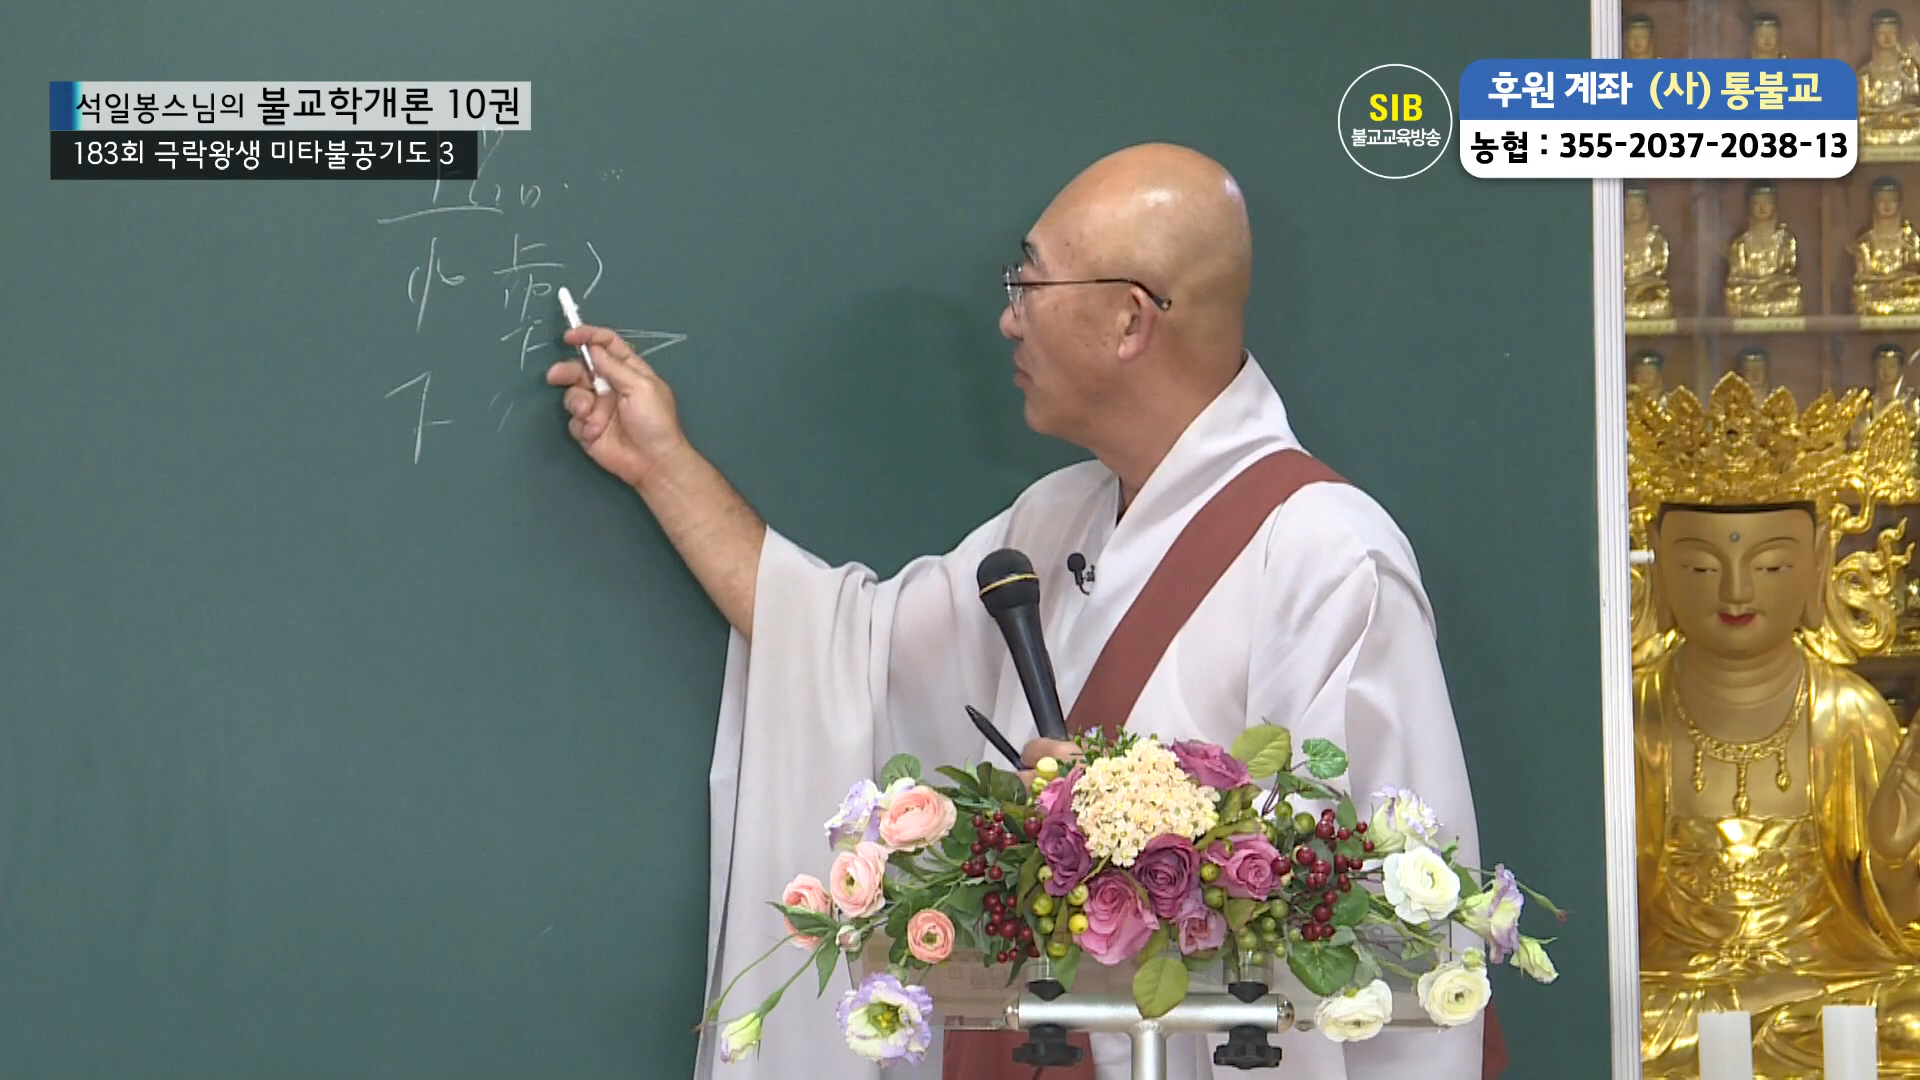 석일봉스님의 불교학개론 10권
183회 극락왕생 미타불공기도 3
SIB
불교교육방송
후원 계좌 (사) 통불교
농협 : 355-2037-2038-13